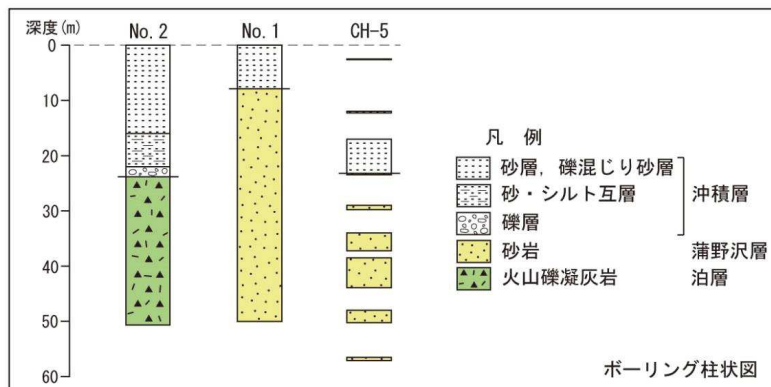 深度(m) No.2 No.1 CH-5
0
10
20
30
40
50
60
凡 例
砂層，礫混じり砂層
砂・シルト互層 沖積層
礫層
砂岩 蒲野沢層
火山礫凝灰岩 泊層
ボーリング柱状図